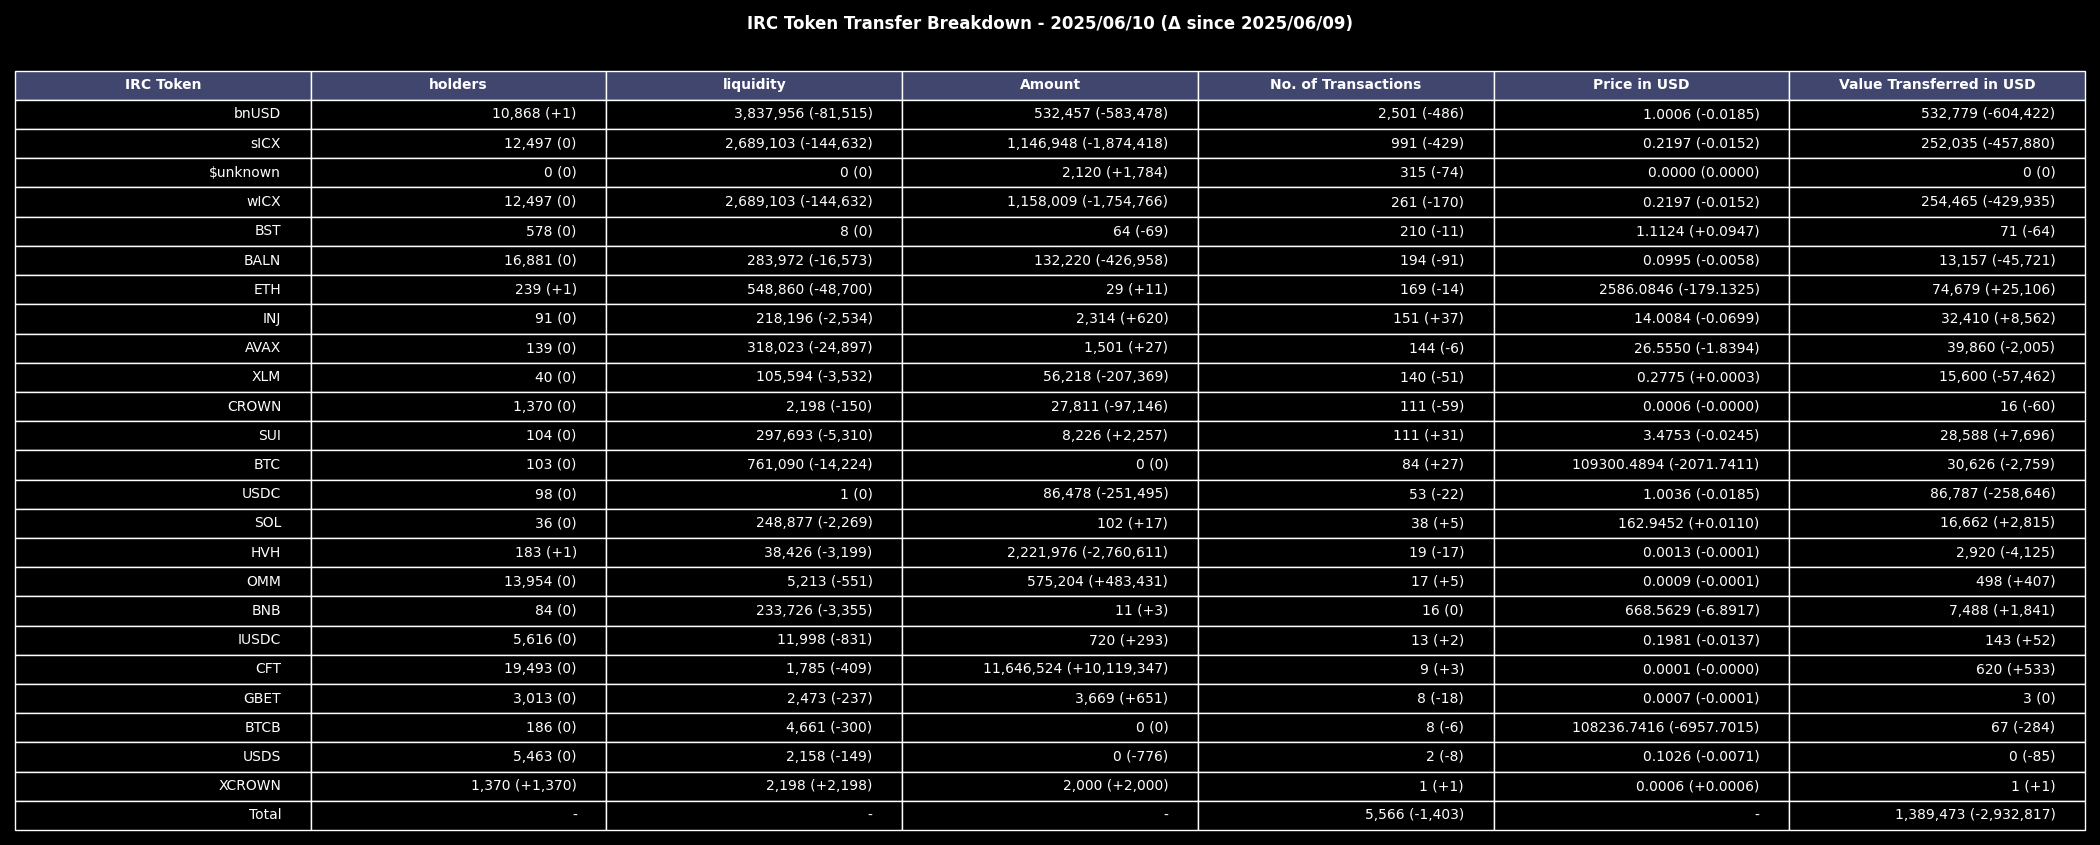 IRC Token Transfer Breakdown - 2025/06/10 (Δ since 2025/06/09)
IRC Token holders liquidity Amount No. of Transactions Price in USD Value Transferred in USD
bnUSD 10,868 (+1) 3,837,956 (-81,515) 532,457 (-583,478) 2,501 (-486) 1.0006 (-0.0185) 532,779 (-604,422)
sICX 12,497 (0) 2,689,103 (-144,632) 1,146,948 (-1,874,418) 991 (-429) 0.2197 (-0.0152) 252,035 (-457,880)
$unknown 0 (0) 0 (0) 2,120 (+1,784) 315 (-74) 0.0000 (0.0000) 0 (0)
wICX 12,497 (0) 2,689,103 (-144,632) 1,158,009 (-1,754,766) 261 (-170) 0.2197 (-0.0152) 254,465 (-429,935)
BST 578 (0) 8 (0) 64 (-69) 210 (-11) 1.1124 (+0.0947) 71 (-64)
BALN 16,881 (0) 283,972 (-16,573) 132,220 (-426,958) 194 (-91) 0.0995 (-0.0058) 13,157 (-45,721)
ETH 239 (+1) 548,860 (-48,700) 29 (+11) 169 (-14) 2586.0846 (-179.1325) 74,679 (+25,106)
INJ 91 (0) 218,196 (-2,534) 2,314 (+620) 151 (+37) 14.0084 (-0.0699) 32,410 (+8,562)
AVAX 139 (0) 318,023 (-24,897) 1,501 (+27) 144 (-6) 26.5550 (-1.8394) 39,860 (-2,005)
XLM 40 (0) 105,594 (-3,532) 56,218 (-207,369) 140 (-51) 0.2775 (+0.0003) 15,600 (-57,462)
CROWN 1,370 (0) 2,198 (-150) 27,811 (-97,146) 111 (-59) 0.0006 (-0.0000) 16 (-60)
SUI 104 (0) 297,693 (-5,310) 8,226 (+2,257) 111 (+31) 3.4753 (-0.0245) 28,588 (+7,696)
BTC 103 (0) 761,090 (-14,224) 0 (0) 84 (+27) 109300.4894 (-2071.7411) 30,626 (-2,759)
USDC 98 (0) 1 (0) 86,478 (-251,495) 53 (-22) 1.0036 (-0.0185) 86,787 (-258,646)
SOL 36 (0) 248,877 (-2,269) 102 (+17) 38 (+5) 162.9452 (+0.0110) 16,662 (+2,815)
HVH 183 (+1) 38,426 (-3,199) 2,221,976 (-2,760,611) 19 (-17) 0.0013 (-0.0001) 2,920 (-4,125)
OMM 13,954 (0) 5,213 (-551) 575,204 (+483,431) 17 (+5) 0.0009 (-0.0001) 498 (+407)
BNB 84 (0) 233,726 (-3,355) 11 (+3) 16 (0) 668.5629 (-6.8917) 7,488 (+1,841)
IUSDC 5,616 (0) 11,998 (-831) 720 (+293) 13 (+2) 0.1981 (-0.0137) 143 (+52)
CFT 19,493 (0) 1,785 (-409) 11,646,524 (+10,119,347) 9 (+3) 0.0001 (-0.0000) 620 (+533)
GBET 3,013 (0) 2,473 (-237) 3,669 (+651) 8 (-18) 0.0007 (-0.0001) 3 (0)
BTCB 186 (0) 4,661 (-300) 0 (0) 8 (-6) 108236.7416 (-6957.7015) 67 (-284)
USDS 5,463 (0) 2,158 (-149) 0 (-776) 2 (-8) 0.1026 (-0.0071) 0 (-85)
XCROWN 1,370 (+1,370) 2,198 (+2,198) 2,000 (+2,000) 1 (+1) 0.0006 (+0.0006) 1 (+1)
Total - - - 5,566 (-1,403) - 1,389,473 (-2,932,817)